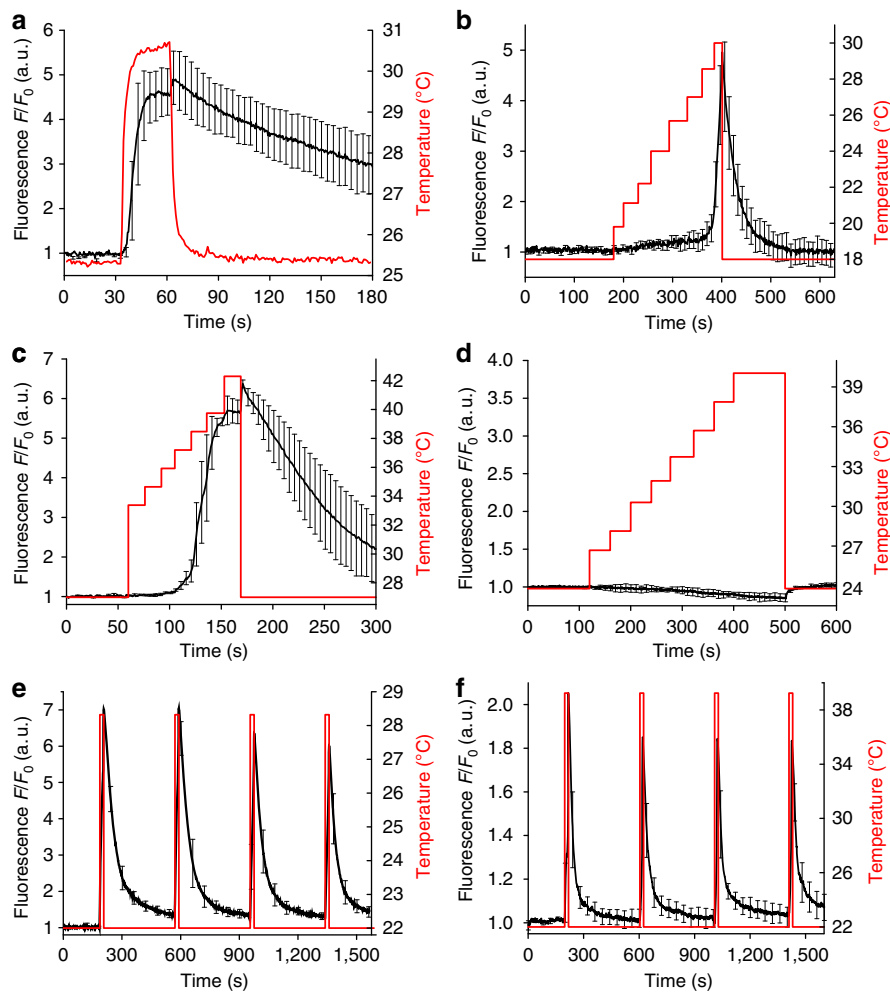 a
Fluorescence F/F0 (a.u.)
6
5
4
3
2
1
0 30 60 90 120 150 180
Time (s)
31
30
29
28
27
26
25
Temperature (°C)
b
Fluorescence F/F0 (a.u.)
5
4
3
2
1
0 100 200 300 400 500 600
Time (s)
30
28
26
24
22
20
18
Temperature (°C)
c
Fluorescence F/F0 (a.u.)
7
6
5
4
3
2
1
0 50 100 150 200 250 300
Time (s)
42
40
38
36
34
32
30
28
Temperature (°C)
d
Fluorescence F/F0 (a.u.)
4.0
3.5
3.0
2.5
2.0
1.5
1.0
0 100 200 300 400 500 600
Time (s)
39
36
33
30
27
24
Temperature (°C)
e
Fluorescence F/F0 (a.u.)
7
6
5
4
3
2
1
0 300 600 900 1,200 1,500
Time (s)
29
28
27
26
25
24
23
22
Temperature (°C)
f
Fluorescence F/F0 (a.u.)
2.0
1.8
1.6
1.4
1.2
1.0
0 300 600 900 1,200 1,500
Time (s)
38
36
34
32
30
28
26
24
22
Temperature (°C)